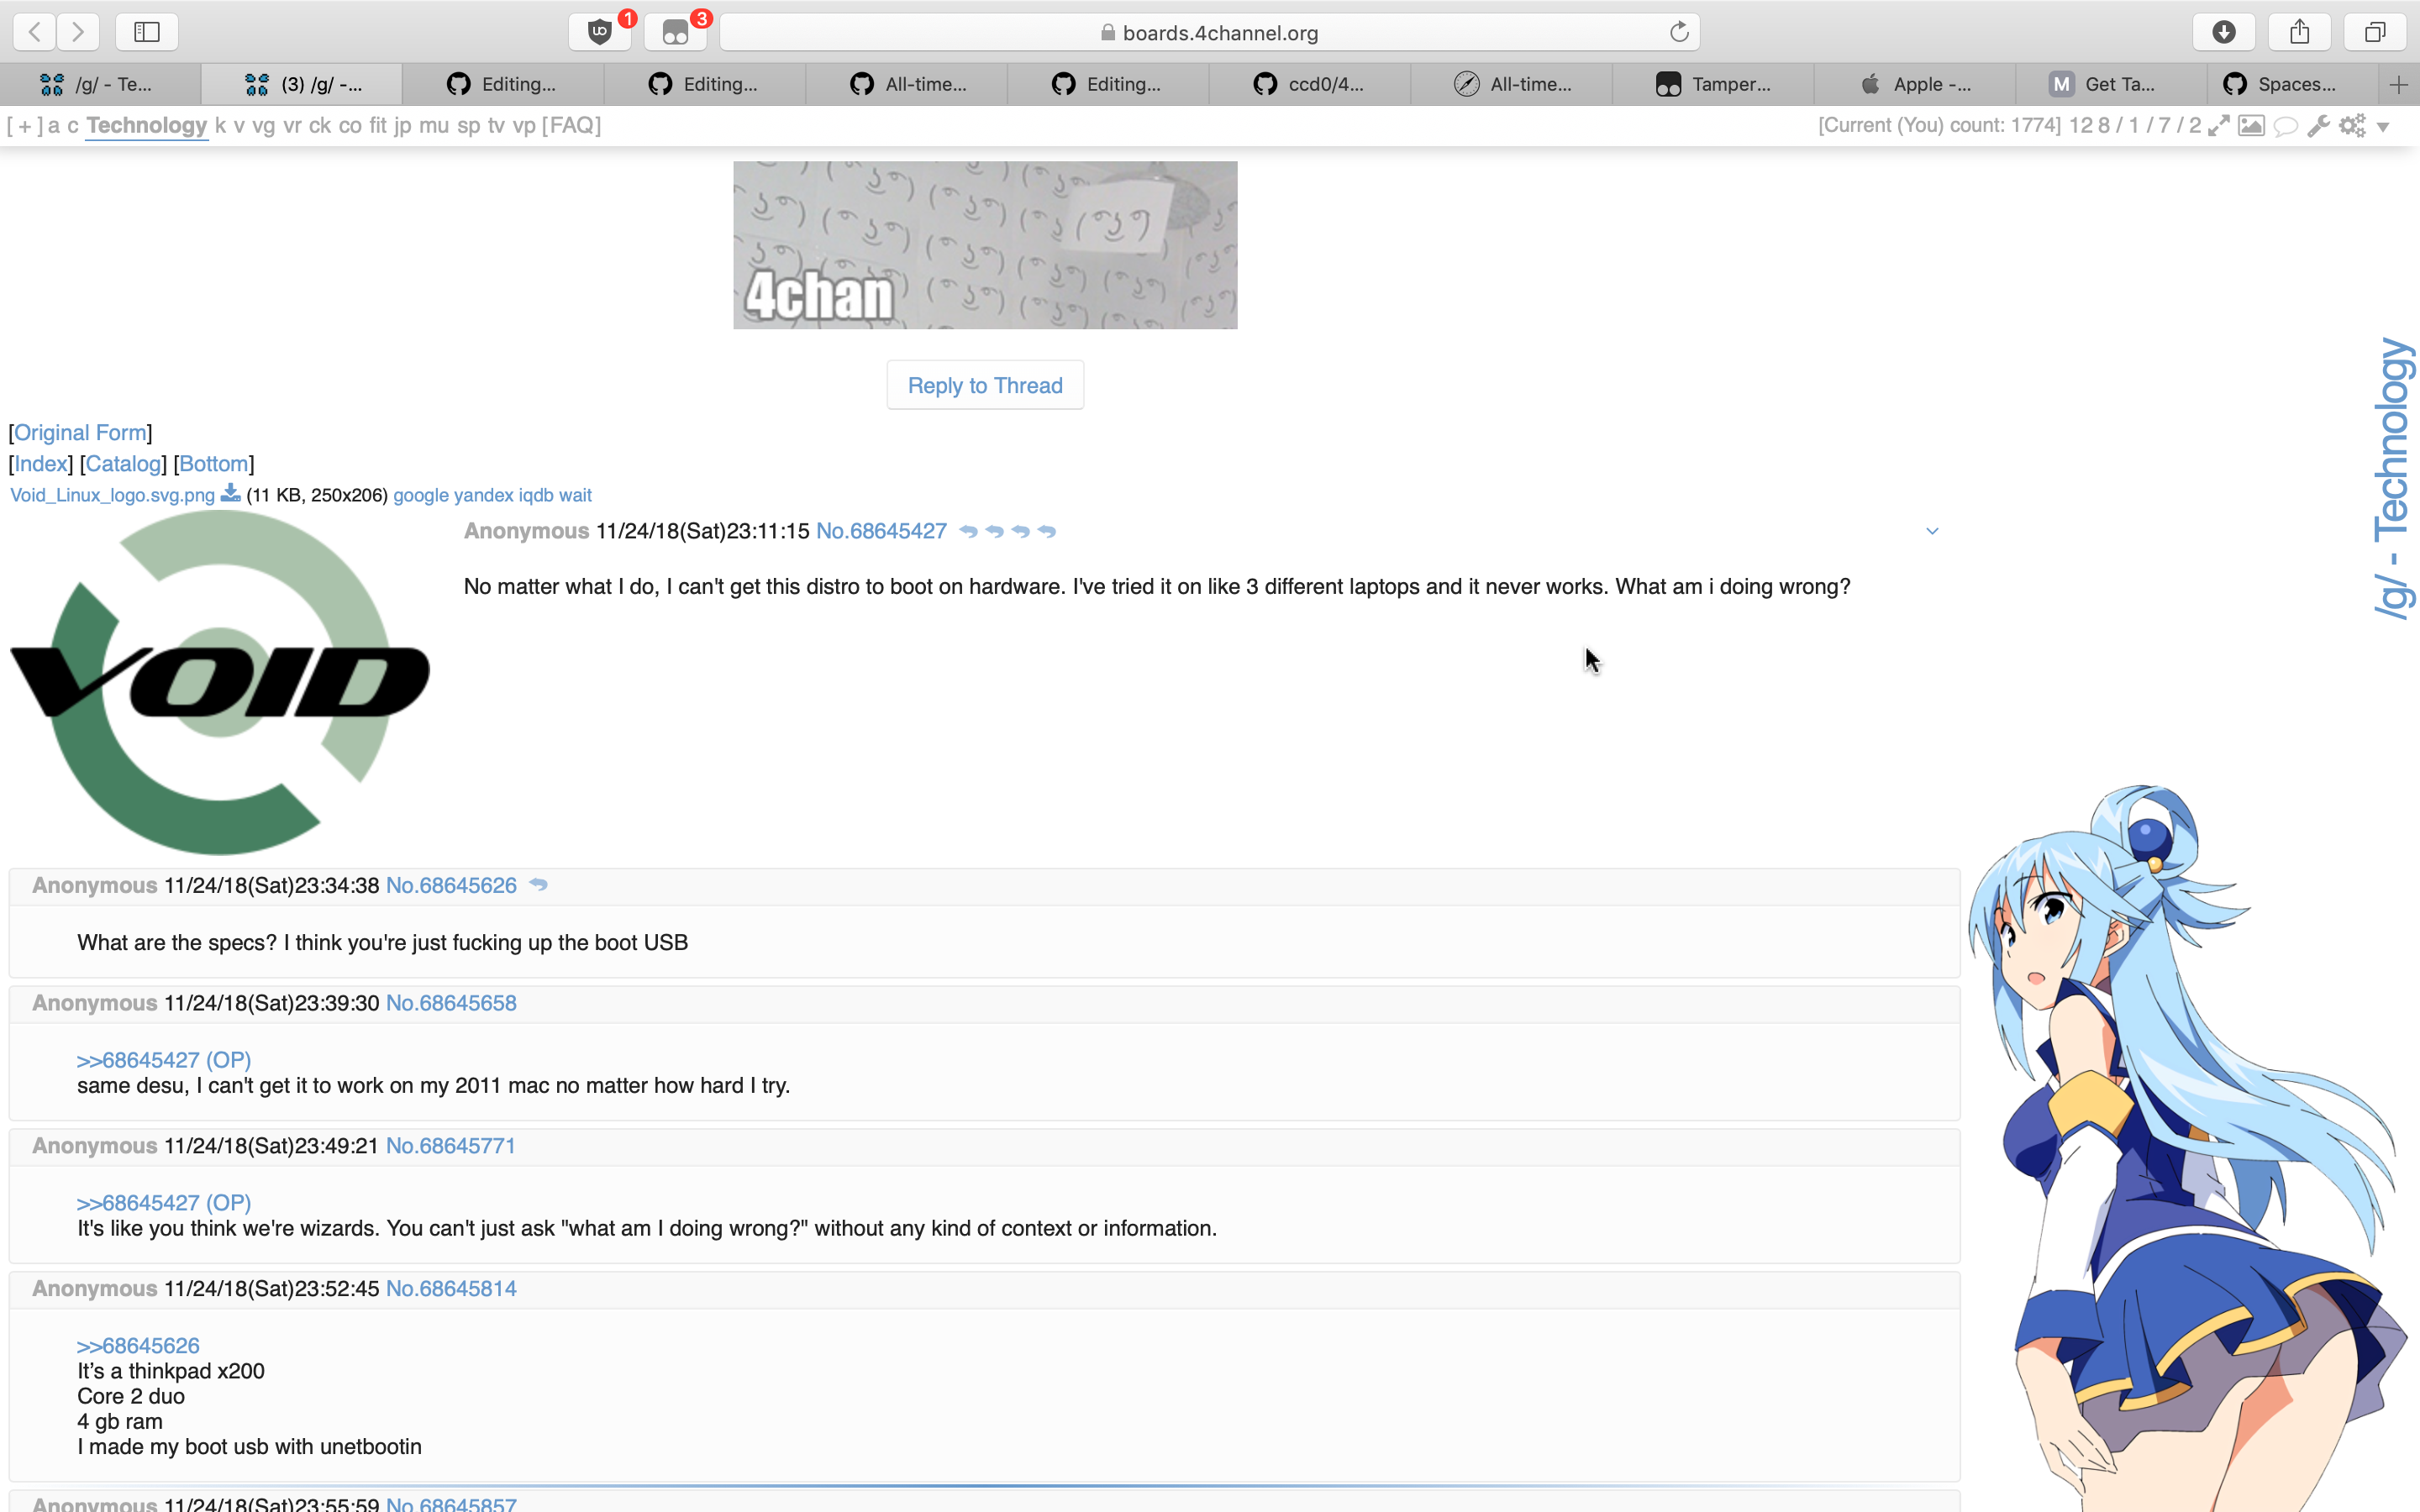 1
3
boards.4channel.org
/g/ - Te...
(3) /g/ -...
Editing...
Editing...
All-time...
Editing...
ccd0/4...
All-time...
Tamper...
Apple -...
M Get Ta...
Spaces...
[ + ] a c Technology k v vg vr ck co fit jp mu sp tv vp [FAQ]
[Current (You) count: 1774] 12 8 / 1 / 7 / 2
4chan
Reply to Thread
[Original Form]
[Index] [Catalog] [Bottom]
Void_Linux_logo.svg.png (11 KB, 250x206) google yandex iqdb wait
VOID
Anonymous 11/24/18(Sat)23:11:15 No.68645427
No matter what I do, I can't get this distro to boot on hardware. I've tried it on like 3 different laptops and it never works. What am i doing wrong?
/g/ - Technology
Anonymous 11/24/18(Sat)23:34:38 No.68645626
What are the specs? I think you're just fucking up the boot USB
Anonymous 11/24/18(Sat)23:39:30 No.68645658
>>68645427 (OP)
same desu, I can't get it to work on my 2011 mac no matter how hard I try.
Anonymous 11/24/18(Sat)23:49:21 No.68645771
>>68645427 (OP)
It's like you think we're wizards. You can't just ask "what am I doing wrong?" without any kind of context or information.
Anonymous 11/24/18(Sat)23:52:45 No.68645814
>>68645626
It’s a thinkpad x200
Core 2 duo
4 gb ram
I made my boot usb with unetbootin
Anonymous 11/24/18(Sat)23:55:59 No.68645857